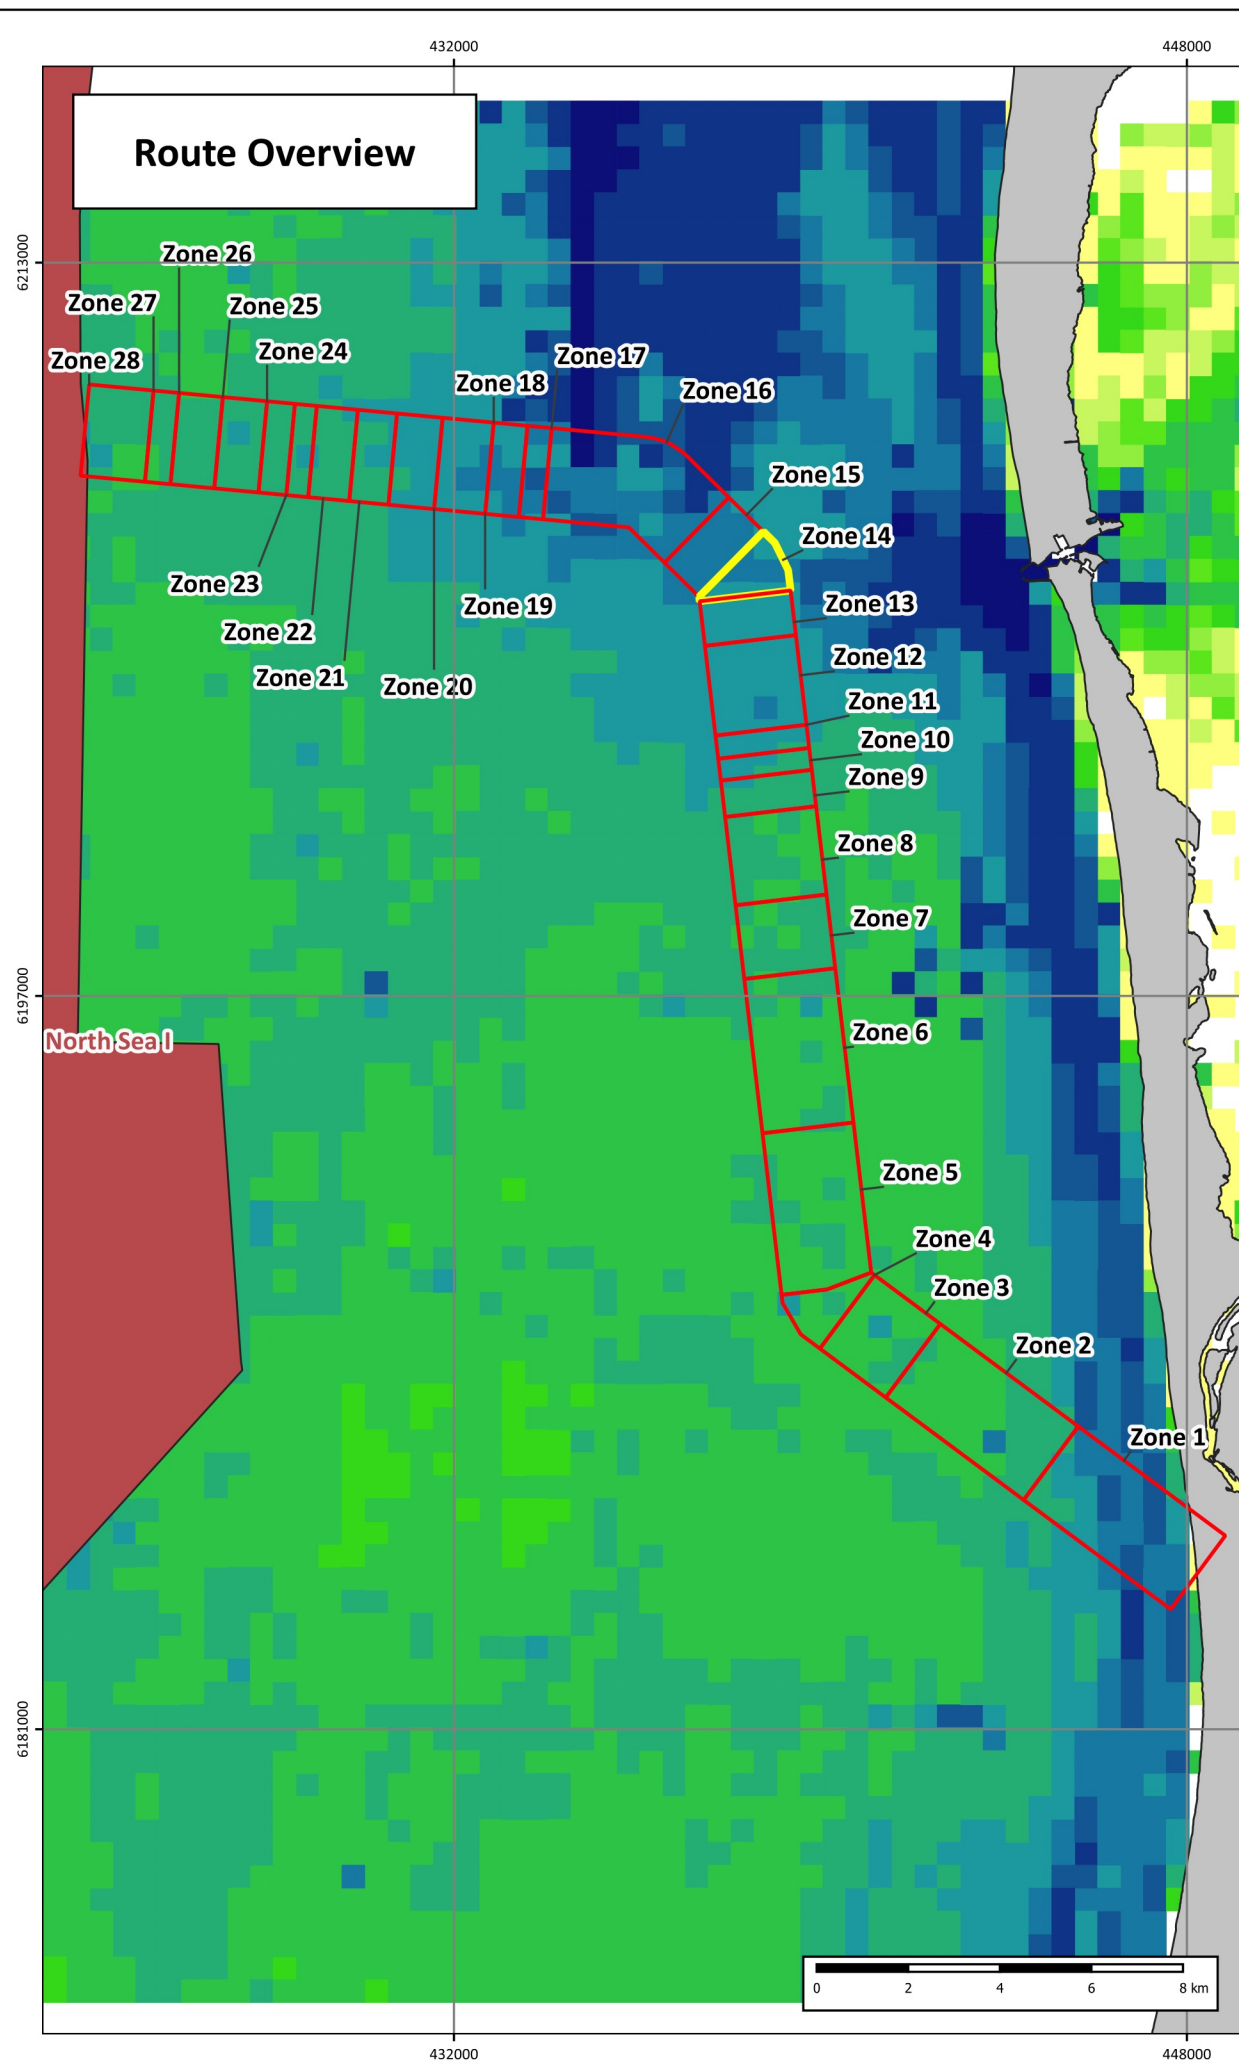 432000
448000
Route Overview
6213000
Zone 26
Zone 27
Zone 25
Zone 24
Zone 28
Zone 17
Zone 18
Zone 16
Zone 15
Zone 14
Zone 23
Zone 13
Zone 19
Zone 22
Zone 12
Zone 21
Zone 20
Zone 11
Zone 10
Zone 9
Zone 8
Zone 7
6197000
Zone 6
North Sea I
Zone 5
Zone 4
Zone 3
Zone 2
Zone 1
6181000
0 2 4 6 8 km
432000
448000